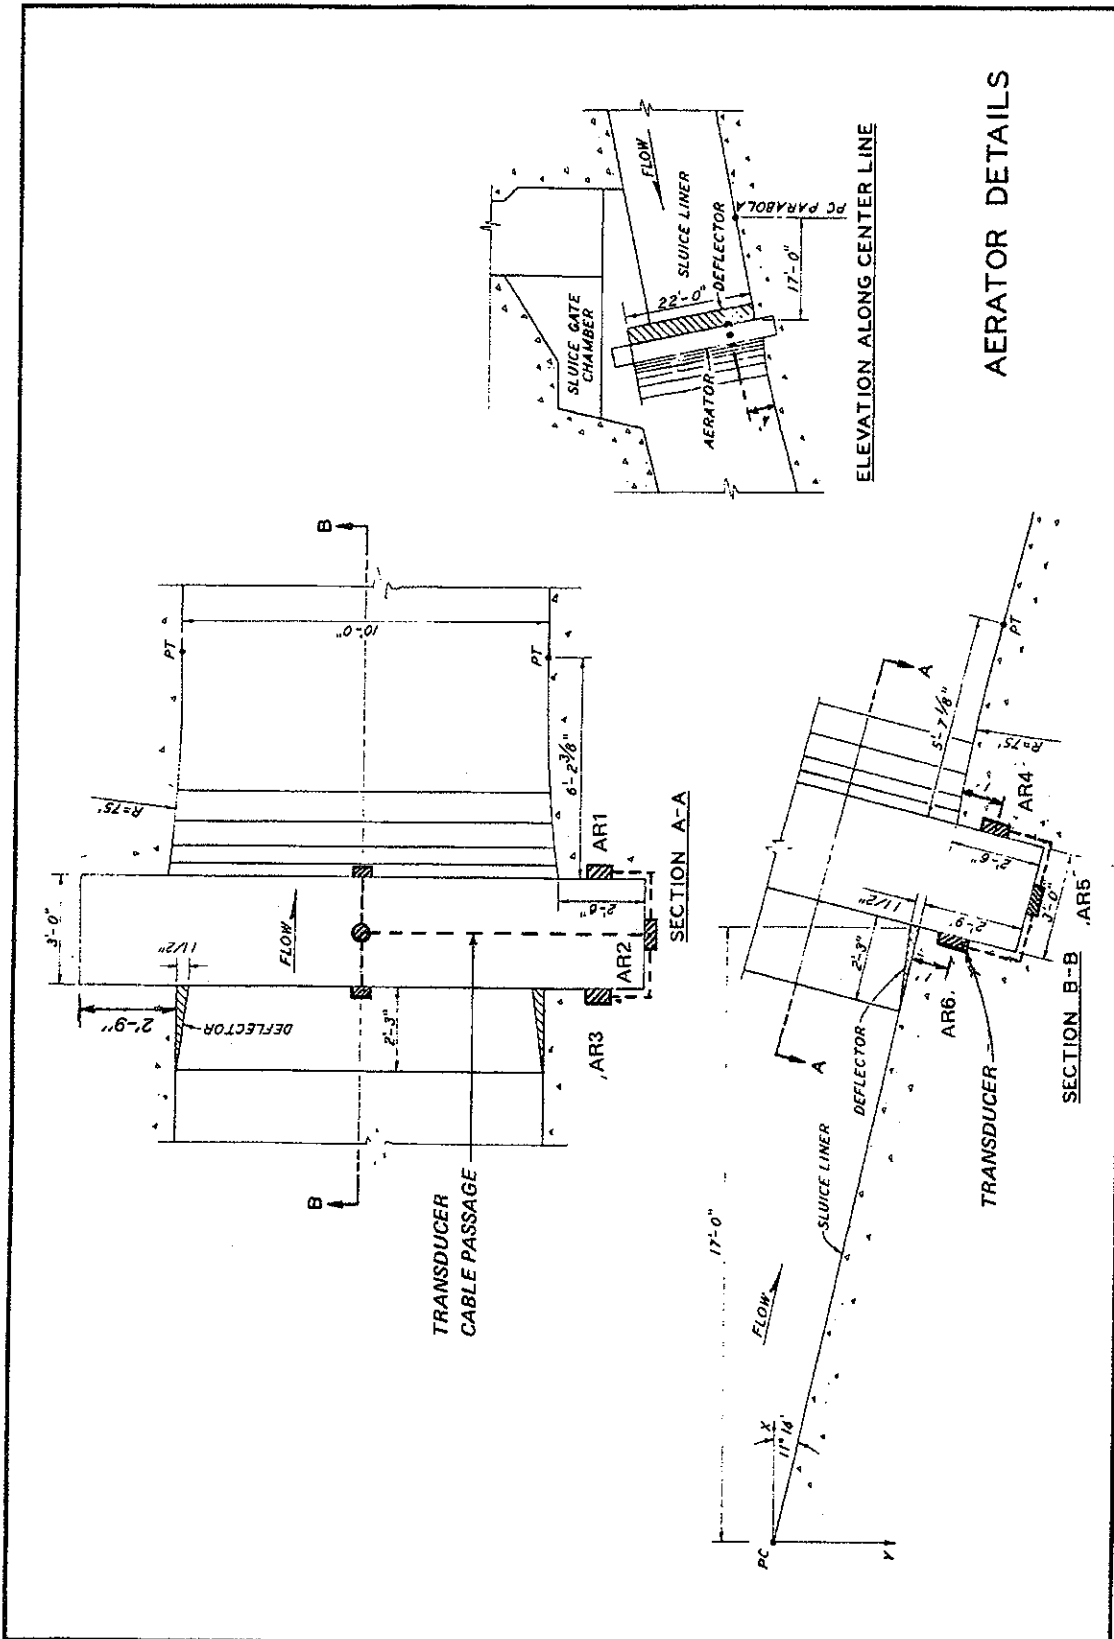 B
B
PT
PT
10'-0"
R=75'
6'-2 3/8"
3'-0"
FLOW
1 1/2"
2'-9"
DEFLECTOR
2'-3"
AR1
AR2
,AR3
SECTION A-A
TRANSDUCER
CABLE PASSAGE
SLUICE GATE
CHAMBER
FLOW
SLUICE LINER
DEFLECTOR
22'-0"
AERATOR
17'-0"
PC PARABOLA
ELEVATION ALONG CENTER LINE
AERATOR DETAILS
17'-0"
FLOW
PC
X
11° 16'
Y
SLUICE LINER
DEFLECTOR
A
A
2'-3"
1 1/2"
2'-9"
2'-6"
3'-0"
1'
1'
5'-7 1/8"
R=75'
PT
AR4
AR5
AR6,
TRANSDUCER
SECTION B-B